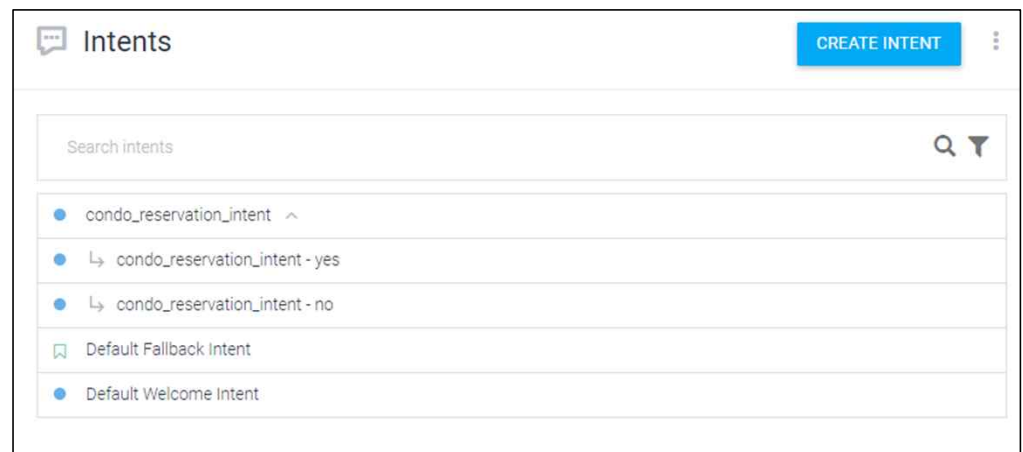 Intents
CREATE INTENT
Search intents
condo_reservation_intent
condo_reservation_intent - yes
condo_reservation_intent - no
Default Fallback Intent
Default Welcome Intent